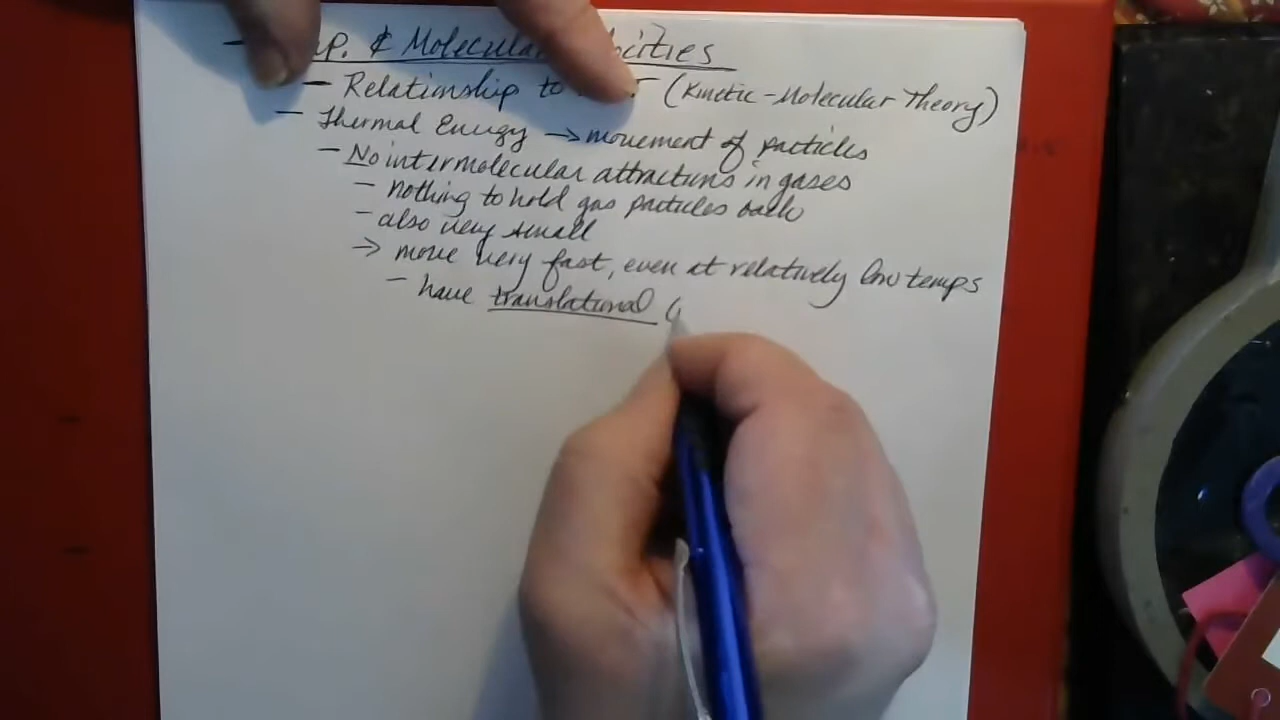 - p. & Molecular cities
- Relationship to (Kinetic-Molecular Theory)
- Thermal Energy → movement of particles
- No intermolecular attractions in gases
- nothing to hold gas particles back
- also very small
→ move very fast, even at relatively low temps
- have translational (